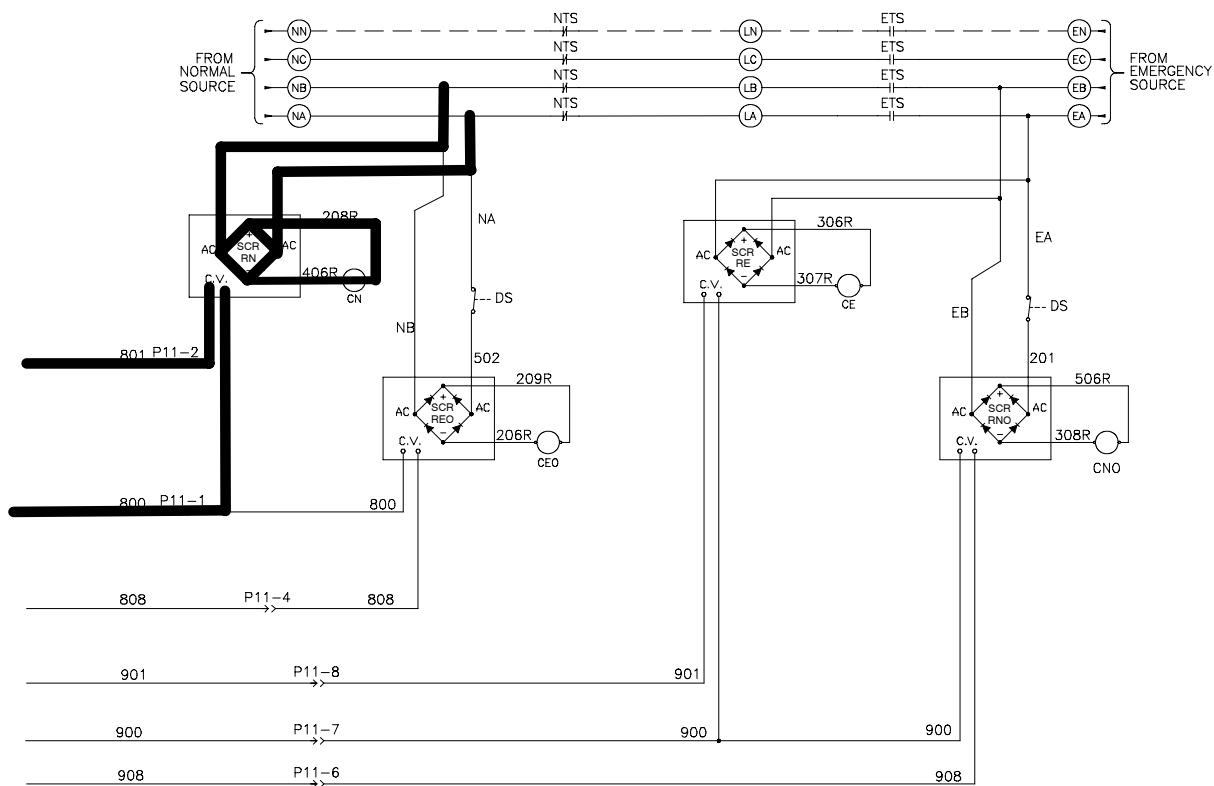 NTS ETS
NN LN EN
NTS ETS
FROM NC LC EC FROM
NORMAL NTS ETS EMERGENCY
SOURCE NB LB EB SOURCE
NTS ETS
NA LA EA
208R NA 306R EA
AC + AC AC + AC
SCR SCR
RN RE
− 406R − 307R
C.V. CN C.V. CE
DS EB DS
NB
801 P11-2 502 201
209R 506R
AC + AC AC + AC
SCR SCR
REO RNO
− 206R − 308R
C.V. C.V.
CEO CNO
800 P11-1 800
808 P11-4 808
901 P11-8 901
900 P11-7 900 900
908 P11-6 908